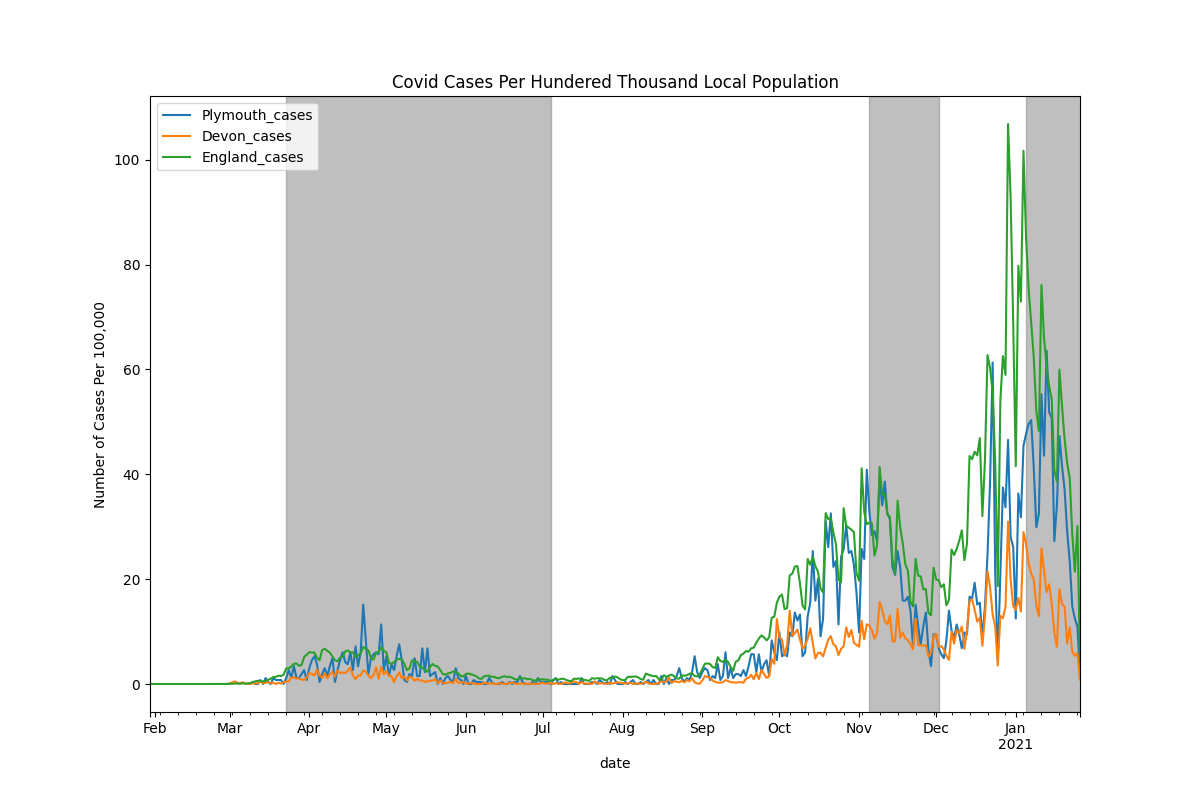 Covid Cases Per Hundered Thousand Local Population
Plymouth_cases
Devon_cases
England_cases
100
80
60
40
20
0
Number of Cases Per 100,000
Feb Mar Apr May Jun Jul Aug Sep Oct Nov Dec Jan
2021
date